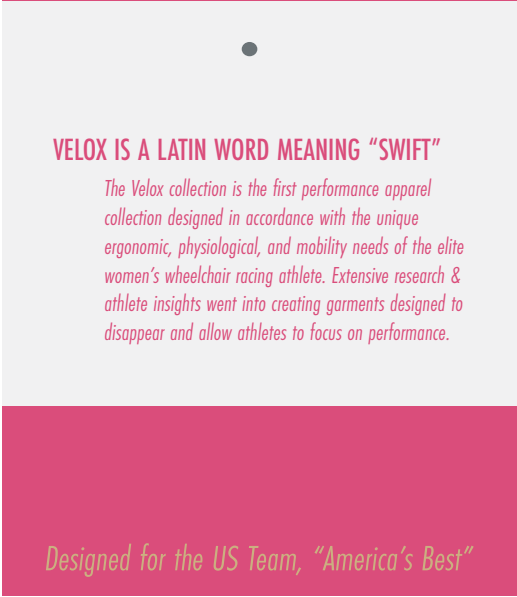 VELOX IS A LATIN WORD MEANING “SWIFT”
The Velox collection is the first performance apparel
collection designed in accordance with the unique
ergonomic, physiological, and mobility needs of the elite
women’s wheelchair racing athlete. Extensive research &
athlete insights went into creating garments designed to
disappear and allow athletes to focus on performance.
Designed for the US Team, “America’s Best”